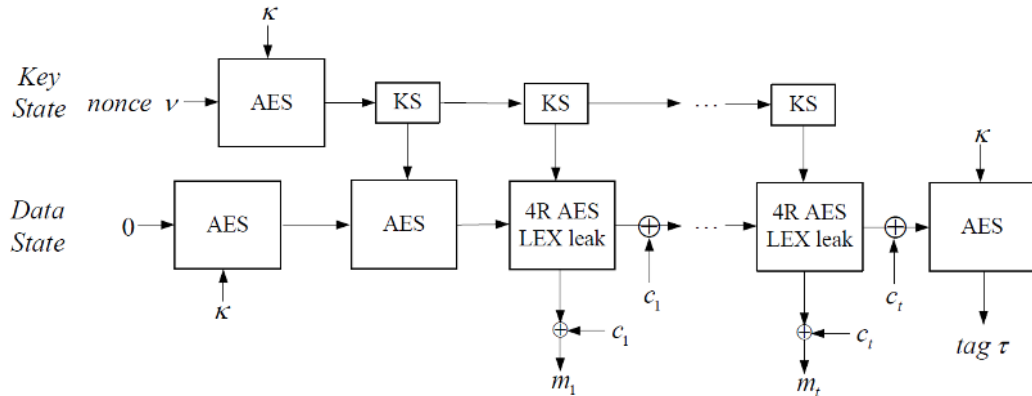 κ
Key
State
nonce ν
AES
KS
KS
...
KS
κ
Data
State
0
AES
AES
4R AES
LEX leak
...
4R AES
LEX leak
AES
κ
c₁
c₁
m₁
cₜ
cₜ
mₜ
tag τ